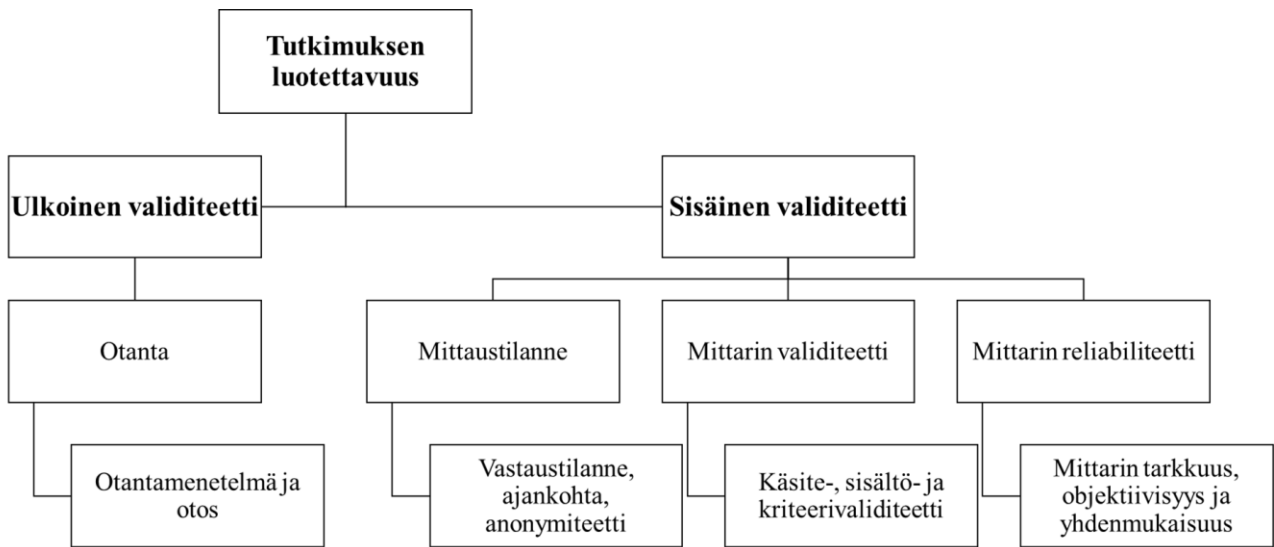 Tutkimuksen
luotettavuus
Ulkoinen validiteetti
Sisäinen validiteetti
Otanta
Mittaustilanne
Mittarin validiteetti
Mittarin reliabiliteetti
Otantamenetelmä ja
otos
Vastaustilanne,
ajankohta,
anonymiteetti
Käsite-, sisältö- ja
kriteerivaliditeetti
Mittarin tarkkuus,
objektiivisyys ja
yhdenmukaisuus